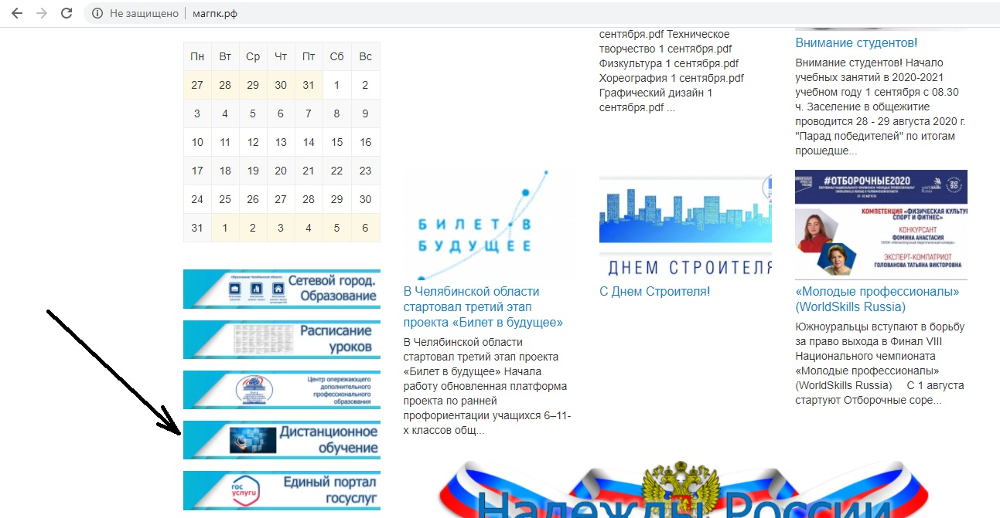 Не защищено
магпк.рф
Пн Вт Ср Чт Пт Сб Вс
27 28 29 30 31 1 2
3 4 5 6 7 8 9
10 11 12 13 14 15 16
17 18 19 20 21 22 23
24 25 26 27 28 29 30
31 1 2 3 4 5 6
Сетевой город.
Образование
Расписание
уроков
Центр опережающего
дополнительного
профессионального
образования
Дистанционное
обучение
гос
услуги
Единый портал
госуслуг
БИЛЕТ В
БУДУЩЕЕ
В Челябинской области
стартовал третий этап
проекта «Билет в будущее»
В Челябинской области
стартовал третий этап проекта
«Билет в будущее» Начала
работу обновленная платформа
проекта по ранней
профориентации учащихся 6–11-
х классов общ...
сентября.pdf Техническое
творчество 1 сентября.pdf
Физкультура 1 сентября.pdf
Хореография 1 сентября.pdf
Графический дизайн 1
сентября.pdf ...
ДНЕМ СТРОИТЕЛЯ
С Днем Строителя!
Внимание студентов!
Внимание студентов! Начало
учебных занятий в 2020-2021
учебном году 1 сентября с 08.30
ч. Заселение в общежитие
проводится 28 - 29 августа 2020 г.
"Парад победителей" по итогам
прошедше...
#ОТБОРОЧНЫЕ2020
КОМПЕТЕНЦИЯ «ФИЗИЧЕСКАЯ КУЛЬТУ
СПОРТ И ФИТНЕС»
КОНКУРСАНТ
ФОМИНА АНАСТАСИЯ
ЭКСПЕРТ-КОМПАТРИОТ
ГОЛОВАНОВА ТАТЬЯНА ВИКТОРОВНА
«Молодые профессионалы»
(WorldSkills Russia)
Южноуральцы вступают в борьбу
за право выхода в Финал VIII
Национального чемпионата
«Молодые профессионалы»
(WorldSkills Russia) С 1 августа
стартуют Отборочные соре...
Надежды России